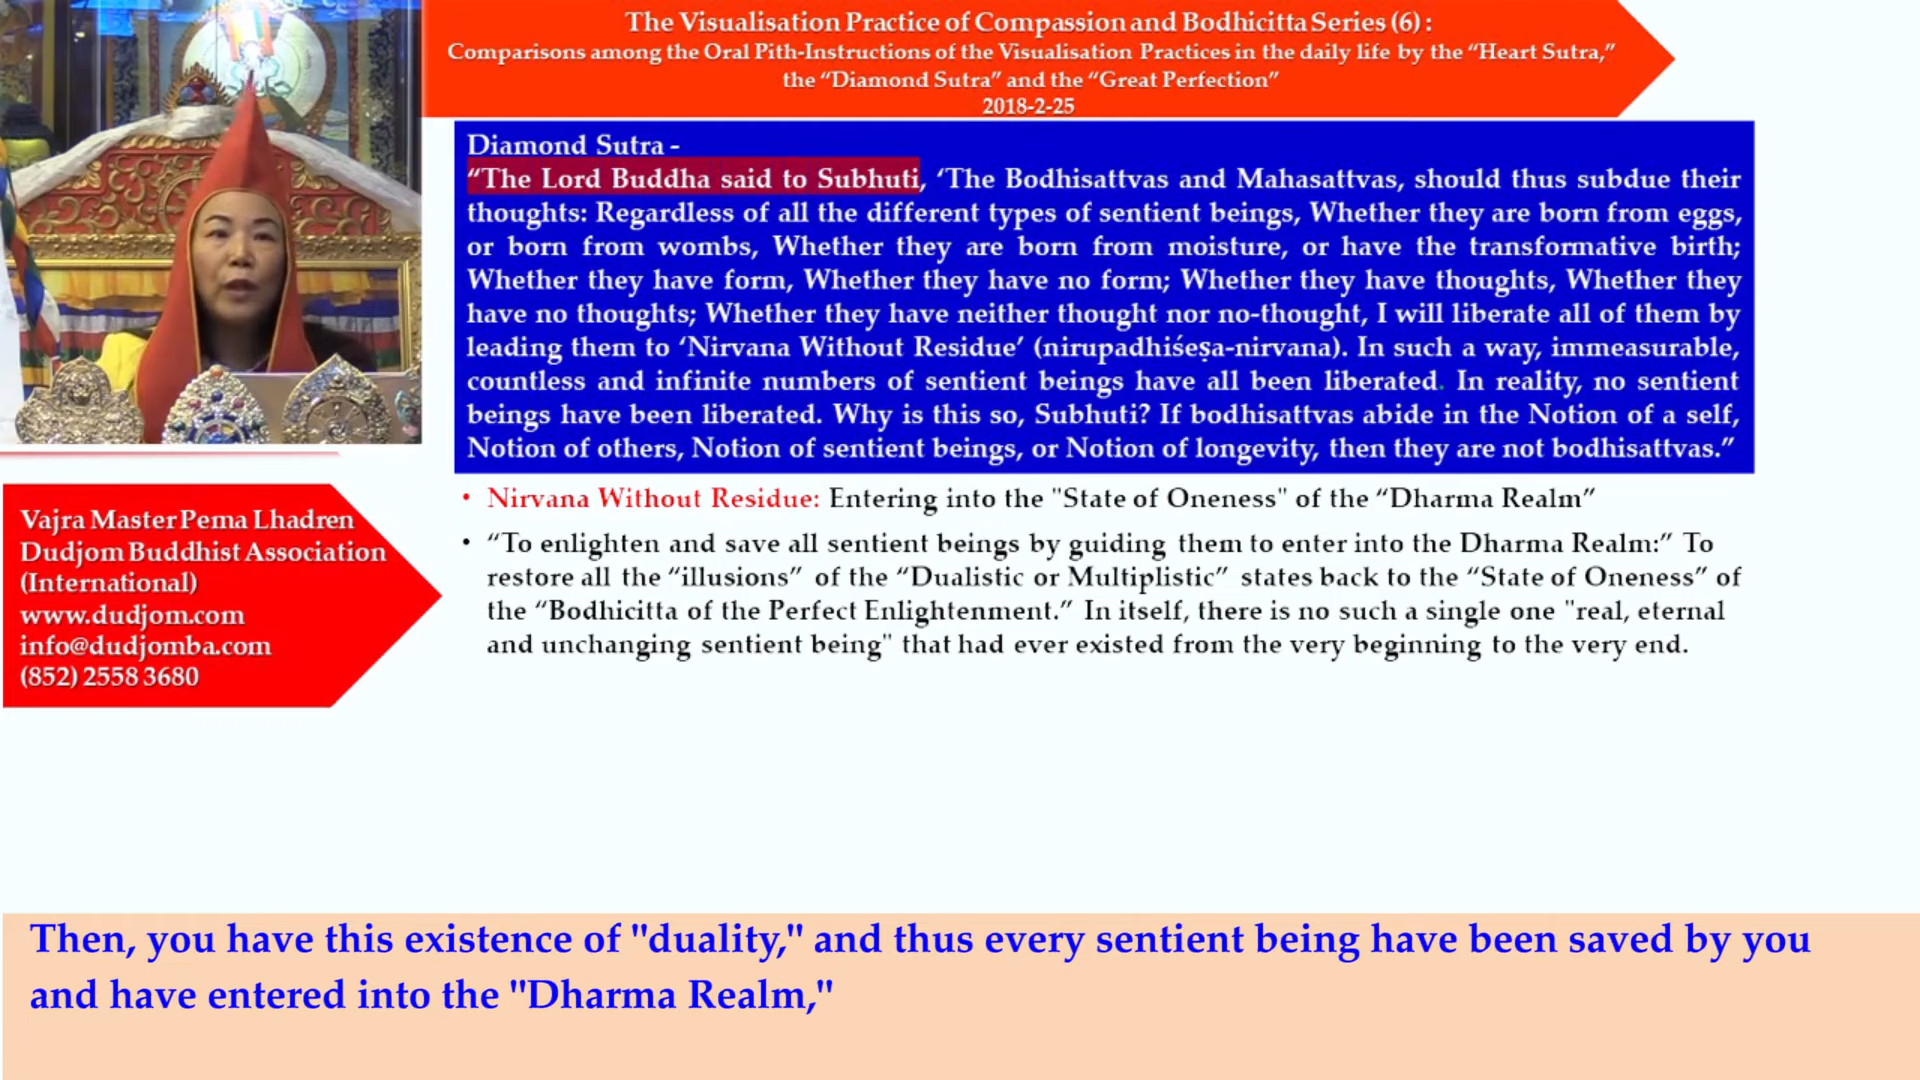 The Visualisation Practice of Compassion and Bodhicitta Series (6) :
Comparisons among the Oral Pith-Instructions of the Visualisation Practices in the daily life by the “Heart Sutra,”
the “Diamond Sutra” and the “Great Perfection”
2018-2-25
Diamond Sutra -
“The Lord Buddha said to Subhuti, ‘The Bodhisattvas and Mahasattvas, should thus subdue their
thoughts: Regardless of all the different types of sentient beings, Whether they are born from eggs,
or born from wombs, Whether they are born from moisture, or have the transformative birth;
Whether they have form, Whether they have no form; Whether they have thoughts, Whether they
have no thoughts; Whether they have neither thought nor no-thought, I will liberate all of them by
leading them to ‘Nirvana Without Residue’ (nirupadhiśeṣa-nirvana). In such a way, immeasurable,
countless and infinite numbers of sentient beings have all been liberated. In reality, no sentient
beings have been liberated. Why is this so, Subhuti? If bodhisattvas abide in the Notion of a self,
Notion of others, Notion of sentient beings, or Notion of longevity, then they are not bodhisattvas.”
• Nirvana Without Residue: Entering into the "State of Oneness" of the “Dharma Realm”
• “To enlighten and save all sentient beings by guiding them to enter into the Dharma Realm:” To
restore all the “illusions” of the “Dualistic or Multiplistic” states back to the “State of Oneness” of
the “Bodhicitta of the Perfect Enlightenment.” In itself, there is no such a single one "real, eternal
and unchanging sentient being" that had ever existed from the very beginning to the very end.
Vajra Master Pema Lhadren
Dudjom Buddhist Association
(International)
www.dudjom.com
info@dudjomba.com
(852) 2558 3680
Then, you have this existence of "duality," and thus every sentient being have been saved by you
and have entered into the "Dharma Realm,"